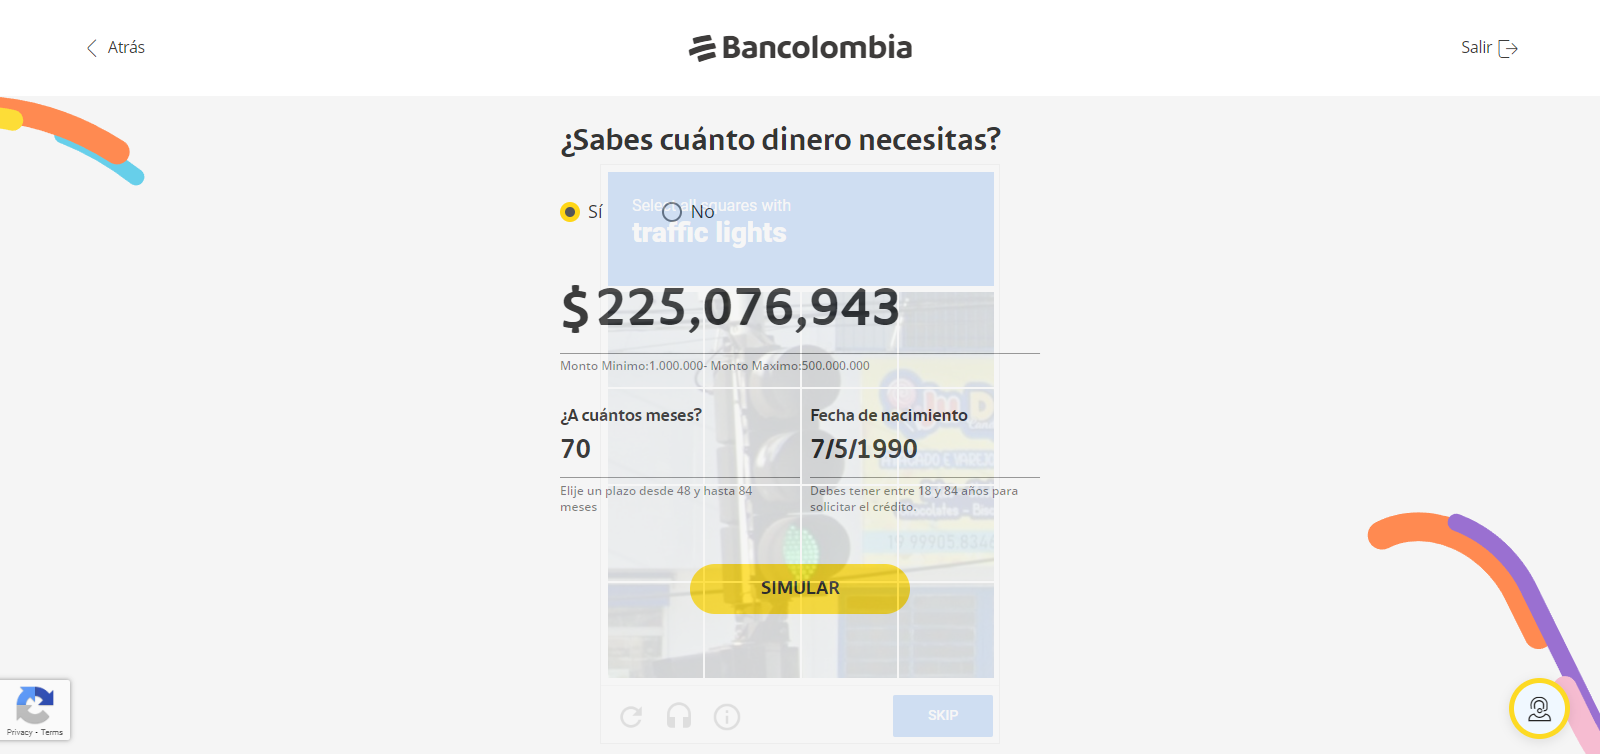 Atrás
Bancolombia
Salir
¿Sabes cuánto dinero necesitas?
Select all squares with
Sí
No
traffic lights
$225,076,943
Monto Minimo:1.000.000- Monto Maximo:500.000.000
¿A cuántos meses?
Fecha de nacimiento
70
7/5/1990
Elije un plazo desde 48 y hasta 84
meses
Debes tener entre 18 y 84 años para
solicitar el crédito.
SIMULAR
SKIP
Privacy - Terms